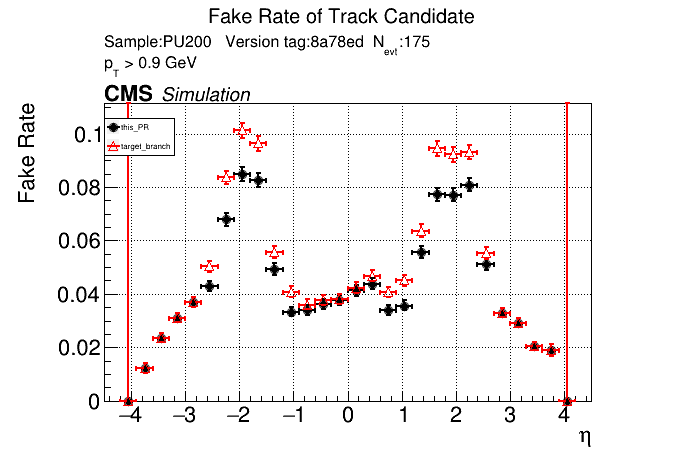 Fake Rate of Track Candidate
Sample:PU200 Version tag:8a78ed Nevt:175
pT > 0.9 GeV
CMS Simulation
Fake Rate
this_PR
target_branch
0.1
0.08
0.06
0.04
0.02
0
−4 −3 −2 −1 0 1 2 3 4
η